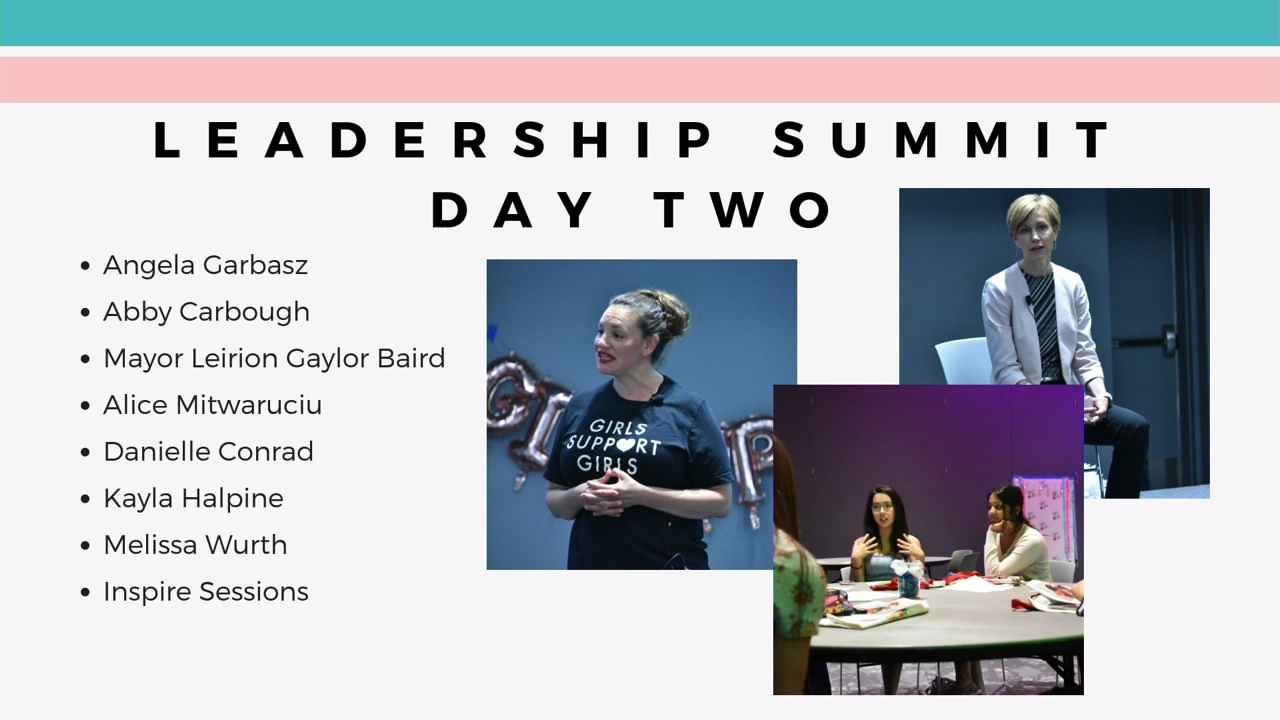 LEADERSHIP SUMMIT
DAY TWO
Angela Garbasz
Abby Carbough
Mayor Leirion Gaylor Baird
Alice Mitwaruciu
Danielle Conrad
Kayla Halpine
Melissa Wurth
Inspire Sessions
GIRLS
SUPPORT
GIRLS